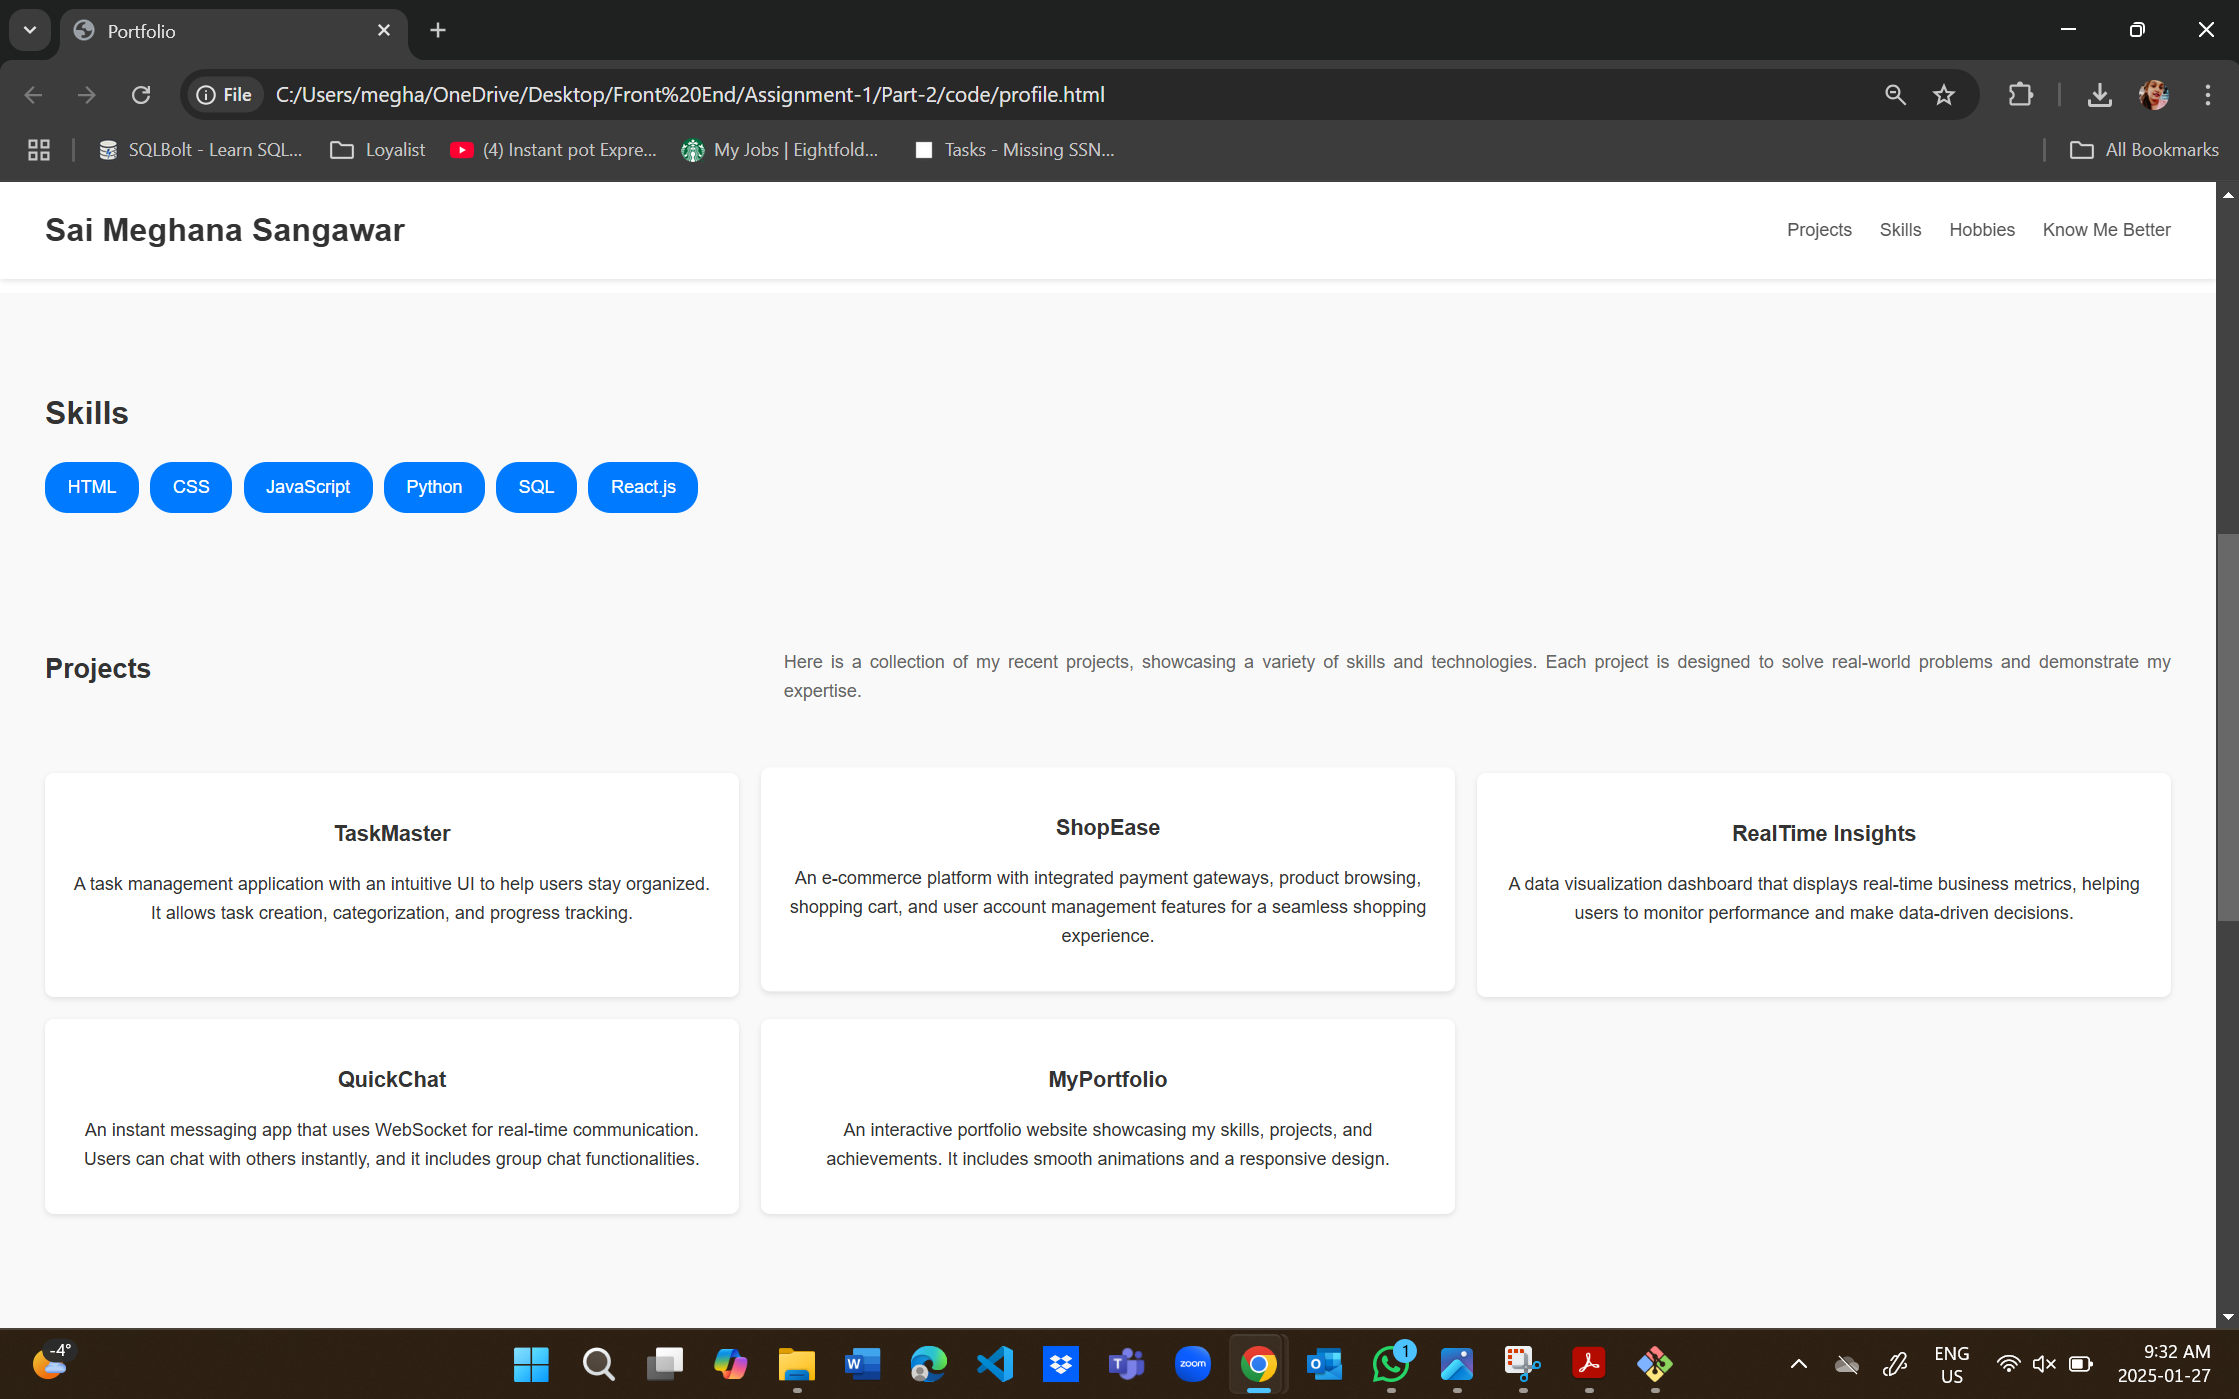 Portfolio
File
C:/Users/megha/OneDrive/Desktop/Front%20End/Assignment-1/Part-2/code/profile.html
SQLBolt - Learn SQL...
Loyalist
(4) Instant pot Expre...
My Jobs | Eightfold...
Tasks - Missing SSN...
All Bookmarks
Sai Meghana Sangawar
Projects
Skills
Hobbies
Know Me Better
Skills
HTML
CSS
JavaScript
Python
SQL
React.js
Projects
Here is a collection of my recent projects, showcasing a variety of skills and technologies. Each project is designed to solve real-world problems and demonstrate my
expertise.
TaskMaster
A task management application with an intuitive UI to help users stay organized.
It allows task creation, categorization, and progress tracking.
ShopEase
An e-commerce platform with integrated payment gateways, product browsing,
shopping cart, and user account management features for a seamless shopping
experience.
RealTime Insights
A data visualization dashboard that displays real-time business metrics, helping
users to monitor performance and make data-driven decisions.
QuickChat
An instant messaging app that uses WebSocket for real-time communication.
Users can chat with others instantly, and it includes group chat functionalities.
MyPortfolio
An interactive portfolio website showcasing my skills, projects, and
achievements. It includes smooth animations and a responsive design.
-4°
W
T
zoom
O
1
ENG
US
9:32 AM
2025-01-27